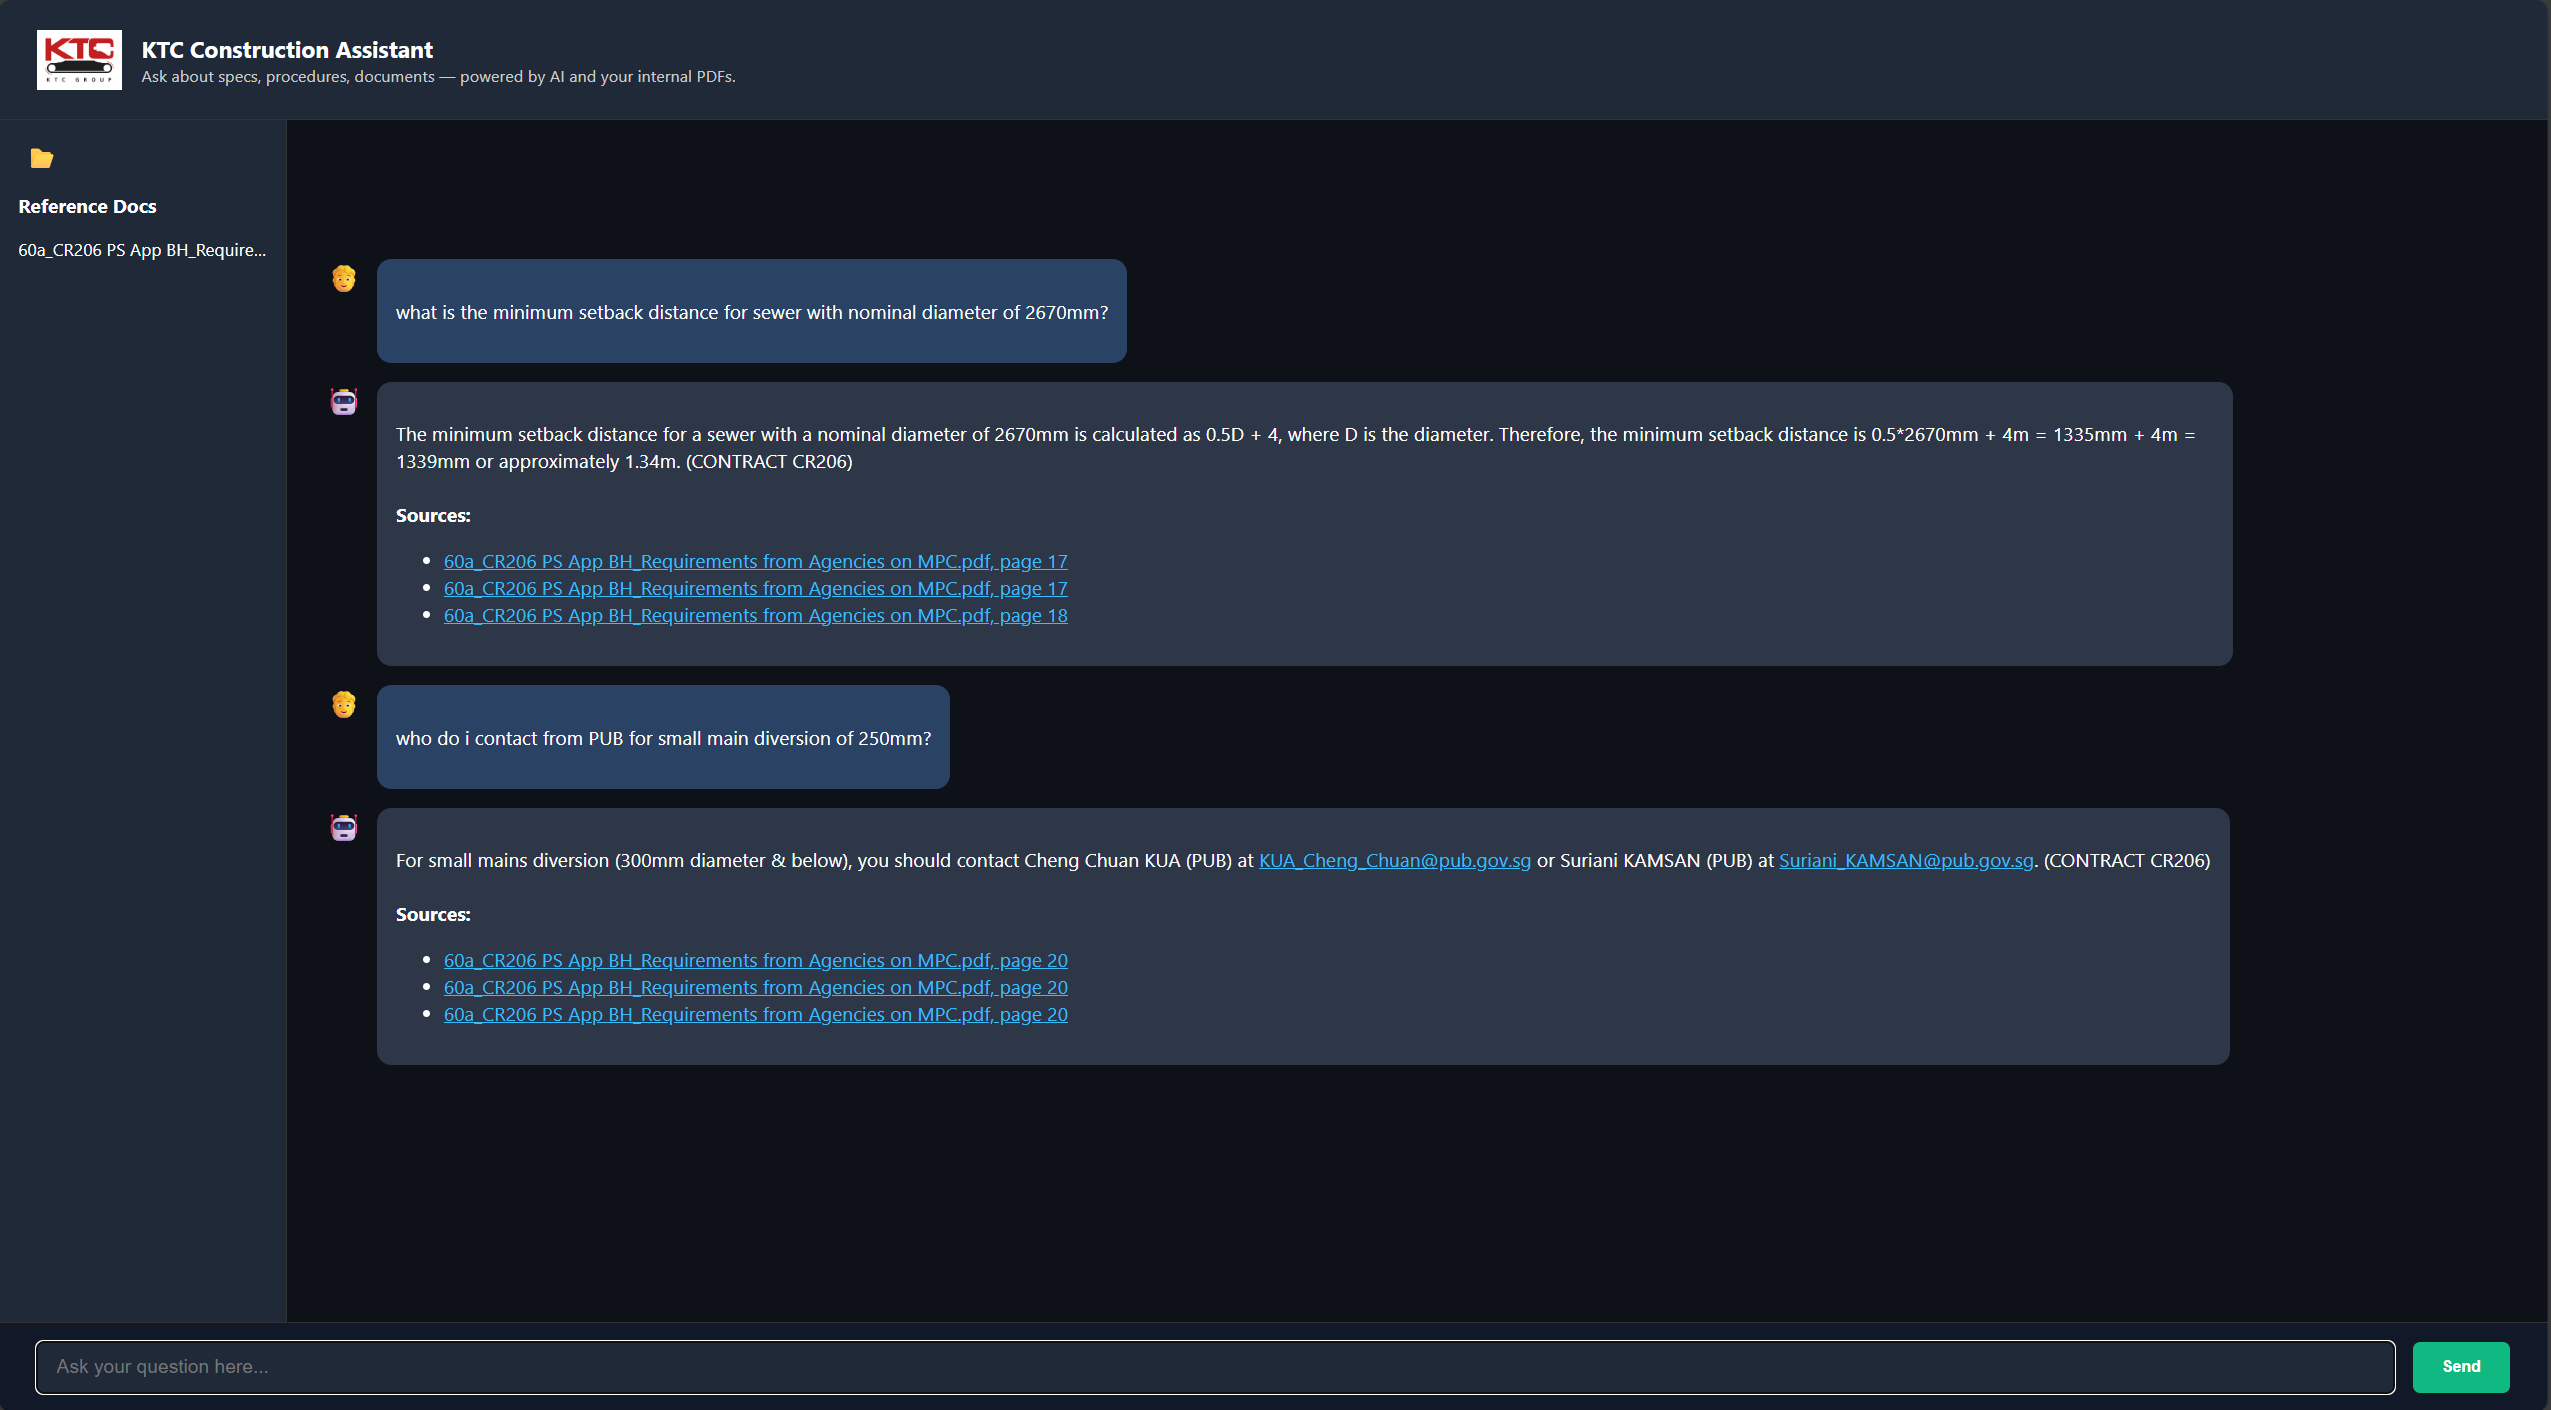 KTC
KTC GROUP
KTC Construction Assistant
Ask about specs, procedures, documents — powered by AI and your internal PDFs.
Reference Docs
60a_CR206 PS App BH_Require...
what is the minimum setback distance for sewer with nominal diameter of 2670mm?
The minimum setback distance for a sewer with a nominal diameter of 2670mm is calculated as 0.5D + 4, where D is the diameter. Therefore, the minimum setback distance is 0.5*2670mm + 4m = 1335mm + 4m =
1339mm or approximately 1.34m. (CONTRACT CR206)
Sources:
• 60a_CR206 PS App BH_Requirements from Agencies on MPC.pdf, page 17
• 60a_CR206 PS App BH_Requirements from Agencies on MPC.pdf, page 17
• 60a_CR206 PS App BH_Requirements from Agencies on MPC.pdf, page 18
who do i contact from PUB for small main diversion of 250mm?
For small mains diversion (300mm diameter & below), you should contact Cheng Chuan KUA (PUB) at KUA_Cheng_Chuan@pub.gov.sg or Suriani KAMSAN (PUB) at Suriani_KAMSAN@pub.gov.sg. (CONTRACT CR206)
Sources:
• 60a_CR206 PS App BH_Requirements from Agencies on MPC.pdf, page 20
• 60a_CR206 PS App BH_Requirements from Agencies on MPC.pdf, page 20
• 60a_CR206 PS App BH_Requirements from Agencies on MPC.pdf, page 20
Ask your question here...
Send